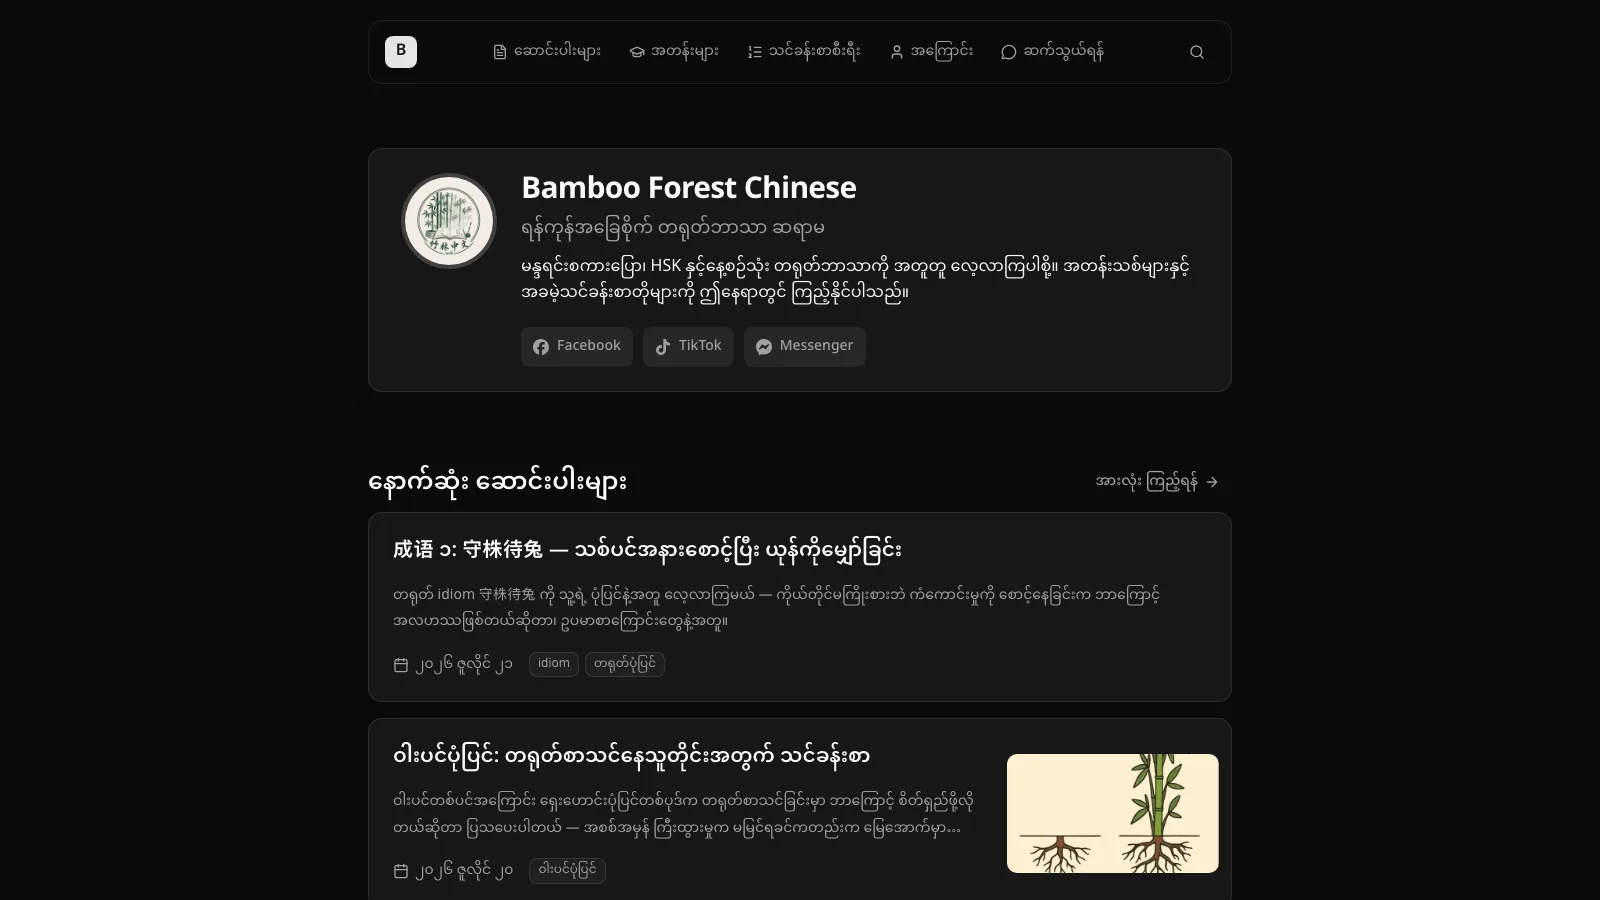 B
ဆောင်းပါးများ
အတန်းများ
သင်ခန်းစာစီးရီး
အကြောင်း
ဆက်သွယ်ရန်
竹林中文
Bamboo Forest Chinese
ရန်ကုန်အခြေစိုက် တရုတ်ဘာသာ ဆရာမ
မန္ဒရင်းစကားပြော၊ HSK နှင့်နေ့စဉ်သုံး တရုတ်ဘာသာကို အတူတူ လေ့လာကြပါစို့။ အတန်းသစ်များနှင့်
အခမဲ့သင်ခန်းစာတိုများကို ဤနေရာတွင် ကြည့်နိုင်ပါသည်။
Facebook
TikTok
Messenger
နောက်ဆုံး ဆောင်းပါးများ
အားလုံး ကြည့်ရန်
成语 ၁: 守株待兔 — သစ်ပင်အနားစောင့်ပြီး ယုန်ကိုမျှော်ခြင်း
တရုတ် idiom 守株待兔 ကို သူ့ရဲ့ ပုံပြင်နဲ့အတူ လေ့လာကြမယ် — ကိုယ်တိုင်မကြိုးစားဘဲ ကံကောင်းမှုကို စောင့်နေခြင်းက ဘာကြောင့်
အလဟဿဖြစ်တယ်ဆိုတာ၊ ဥပမာစာကြောင်းတွေနဲ့အတူ။
၂၀၂၆ ဇူလိုင် ၂၁
idiom
တရုတ်ပုံပြင်
ဝါးပင်ပုံပြင်: တရုတ်စာသင်နေသူတိုင်းအတွက် သင်ခန်းစာ
ဝါးပင်တစ်ပင်အကြောင်း ရှေးဟောင်းပုံပြင်တစ်ပုဒ်က တရုတ်စာသင်ခြင်းမှာ ဘာကြောင့် စိတ်ရှည်ဖို့လို
တယ်ဆိုတာ ပြသပေးပါတယ် — အစစ်အမှန် ကြီးထွားမှုက မမြင်ရခင်ကတည်းက မြေအောက်မှာ…
၂၀၂၆ ဇူလိုင် ၂၀
ဝါးပင်ပုံပြင်